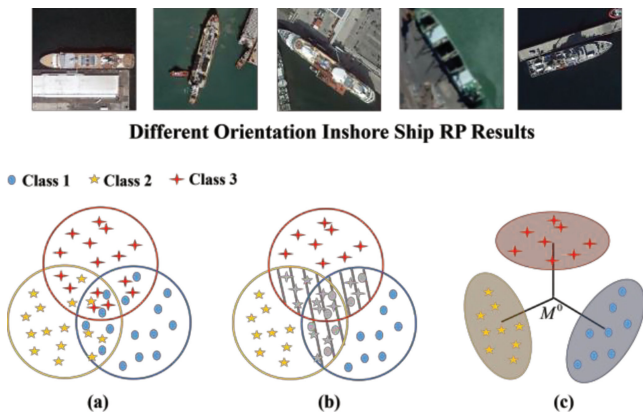 Different Orientation Inshore Ship RP Results
Class 1 Class 2 Class 3
M⁰
(a) (b) (c)